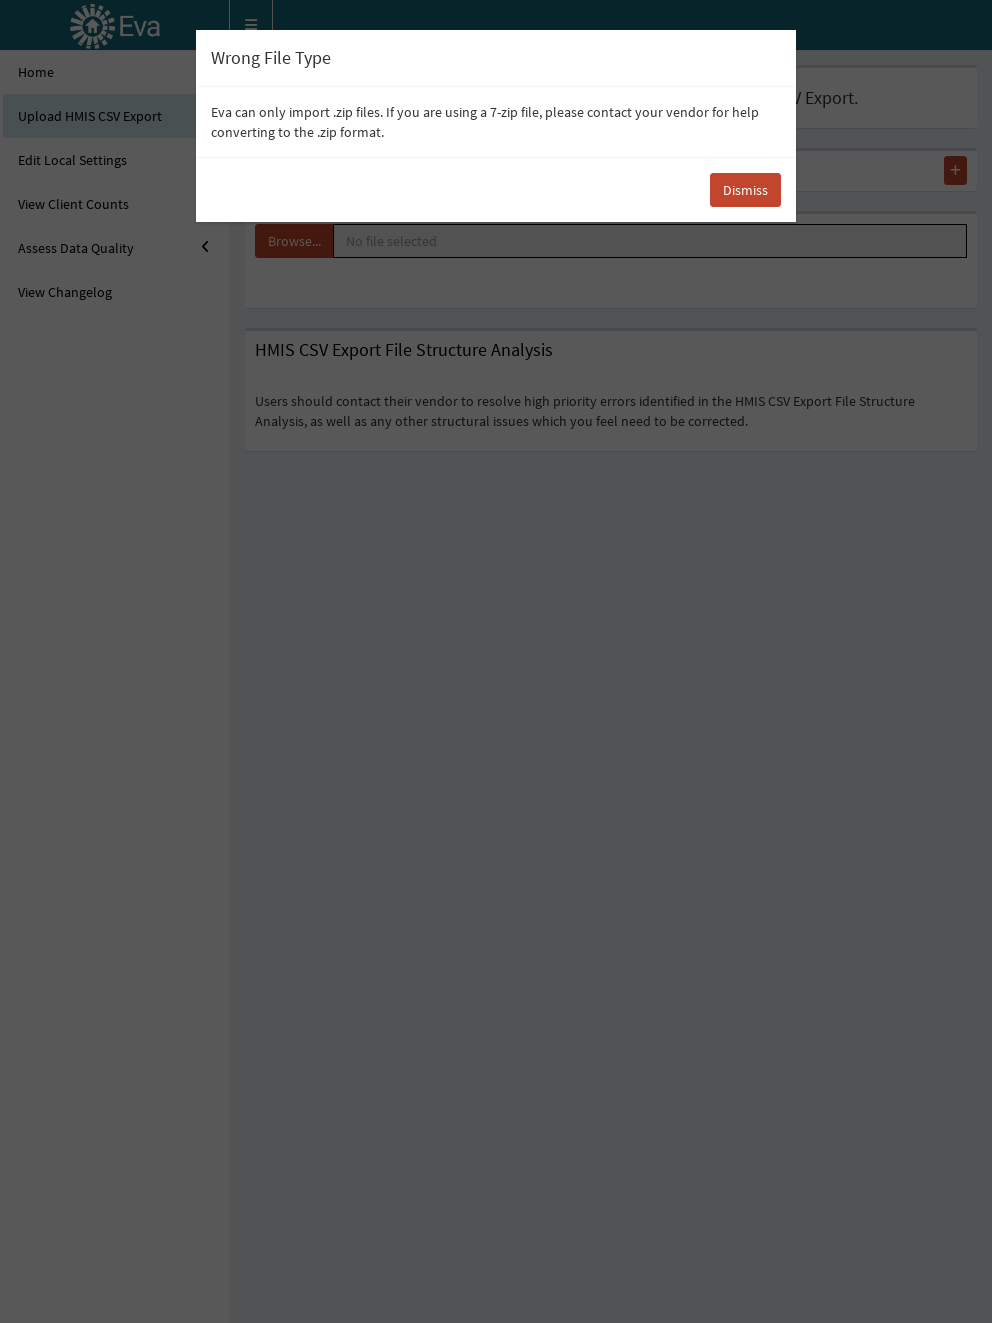 Eva
Wrong File Type
Eva can only import .zip files. If you are using a 7-zip file, please contact your vendor for help
converting to the .zip format.
Dismiss
Home
Upload HMIS CSV Export
Edit Local Settings
View Client Counts
Assess Data Quality
View Changelog
Export.
+
Browse...
No file selected
HMIS CSV Export File Structure Analysis
Users should contact their vendor to resolve high priority errors identified in the HMIS CSV Export File Structure
Analysis, as well as any other structural issues which you feel need to be corrected.